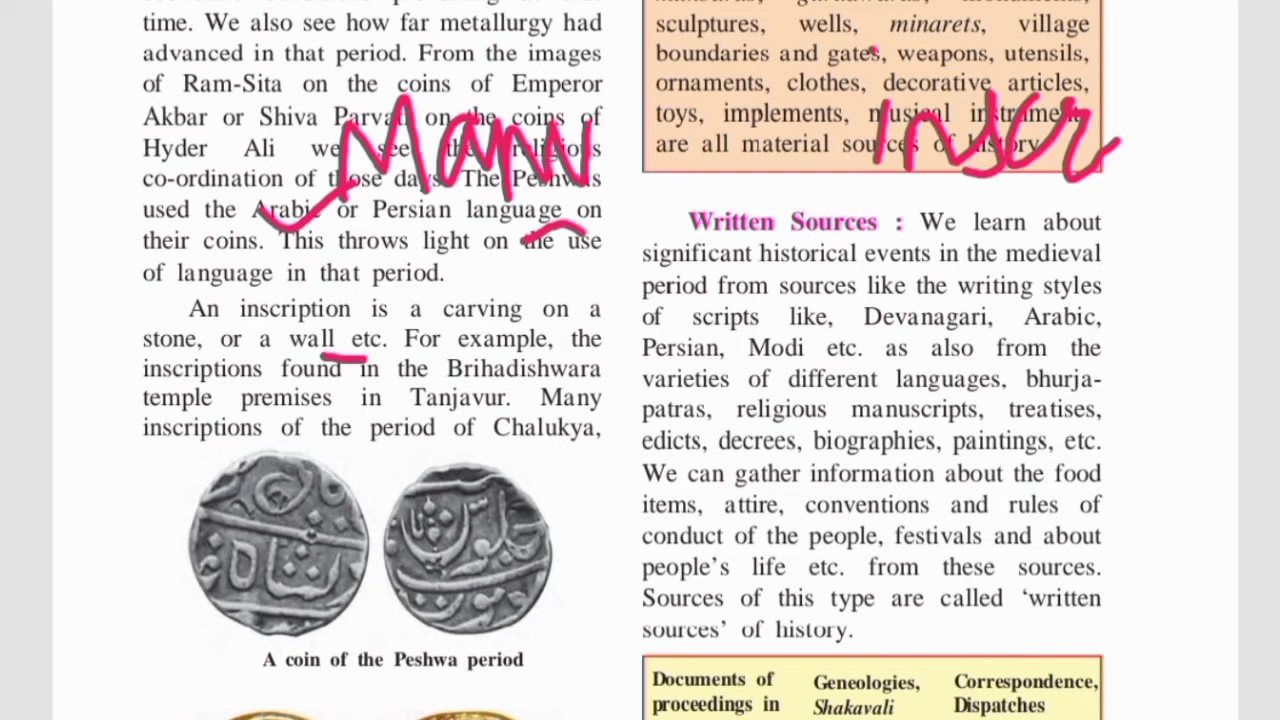 time. We also see how far metallurgy had
advanced in that period. From the images
of Ram-Sita on the coins of Emperor
Akbar or Shiva Parvati on the coins of
Hyder Ali we see the religious
co-ordination of those days. The Peshwas
used the Arabic or Persian language on
their coins. This throws light on the use
of language in that period.
An inscription is a carving on a
stone, or a wall etc. For example, the
inscriptions found in the Brihadishwara
temple premises in Tanjavur. Many
inscriptions of the period of Chalukya,
A coin of the Peshwa period
sculptures, wells, minarets, village
boundaries and gates, weapons, utensils,
ornaments, clothes, decorative articles,
toys, implements, musical instruments
are all material sources of history.
Inscr
Written Sources : We learn about
significant historical events in the medieval
period from sources like the writing styles
of scripts like, Devanagari, Arabic,
Persian, Modi etc. as also from the
varieties of different languages, bhurja-
patras, religious manuscripts, treatises,
edicts, decrees, biographies, paintings, etc.
We can gather information about the food
items, attire, conventions and rules of
conduct of the people, festivals and about
people's life etc. from these sources.
Sources of this type are called 'written
sources' of history.
Documents of
proceedings in
Geneologies,
Shakavali
Correspondence,
Dispatches